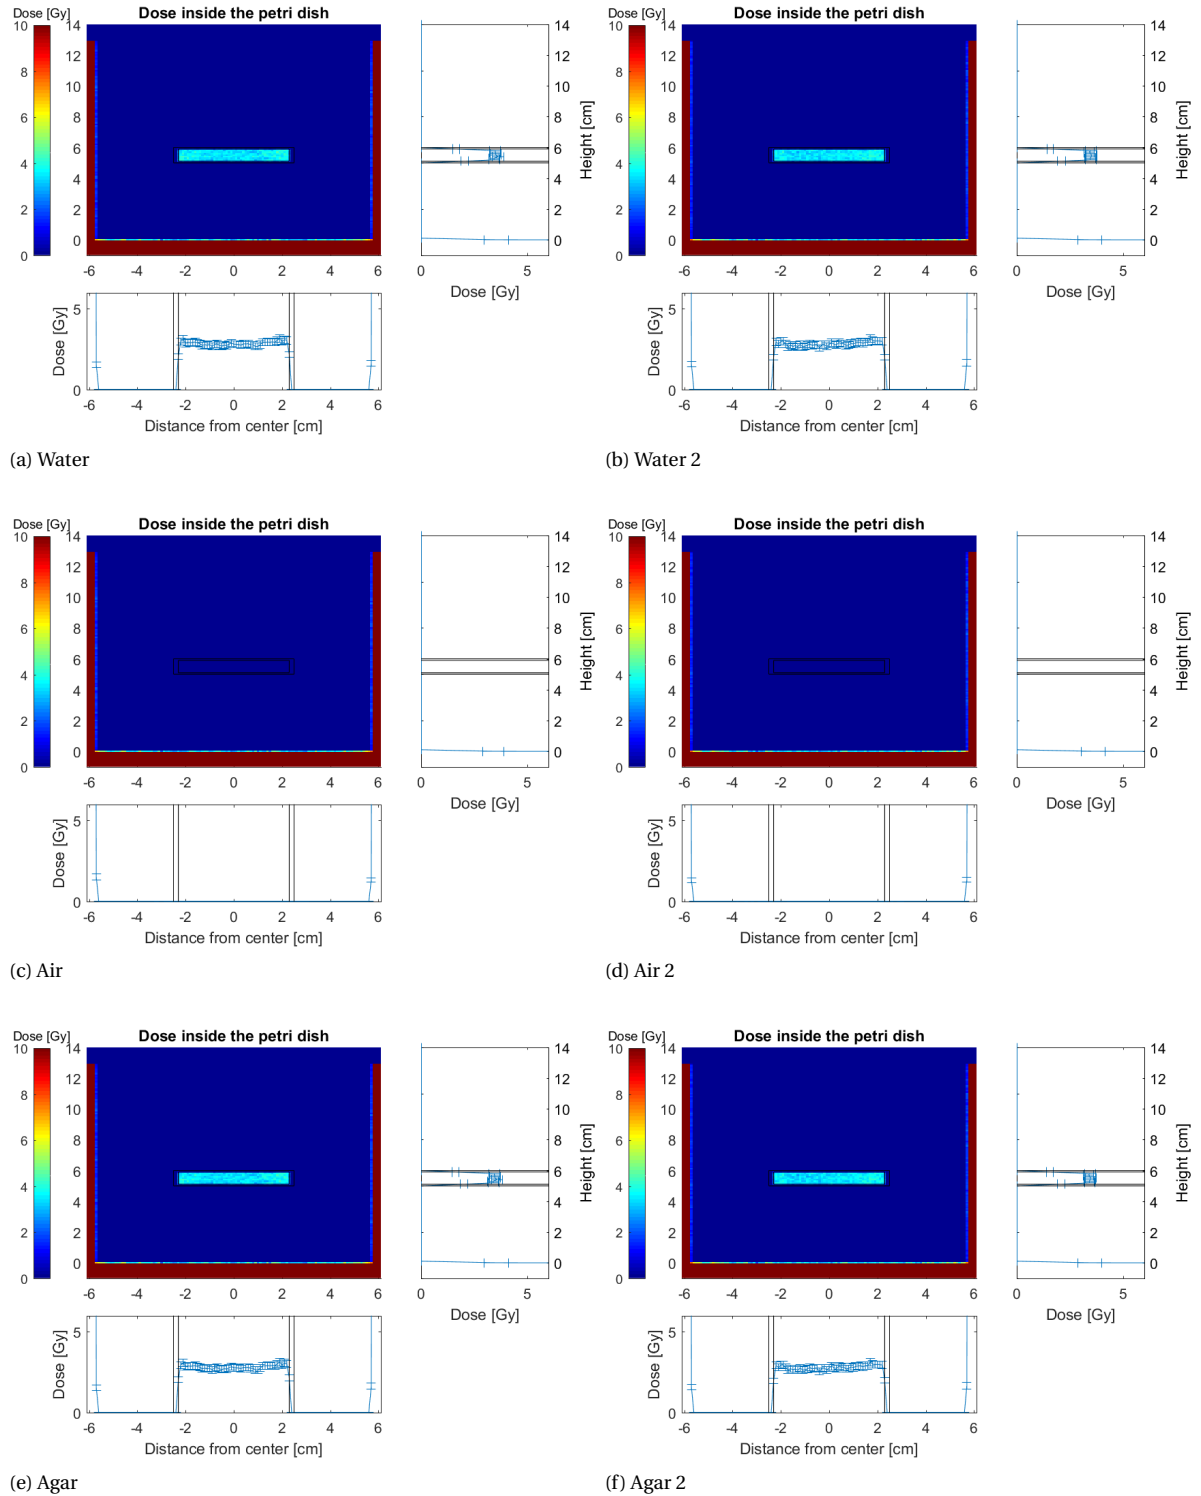 Dose [Gy] Dose inside the petri dish
10 8 6 4 2 0
14 12 10 8 6 4 2 0
-6 -4 -2 0 2 4 6
14 12 10 8 6 4 2 0
Height [cm]
0 5
Dose [Gy]
Dose [Gy]
5 0
-6 -4 -2 0 2 4 6
Distance from center [cm]
(a) Water
Dose [Gy] Dose inside the petri dish
10 8 6 4 2 0
14 12 10 8 6 4 2 0
-6 -4 -2 0 2 4 6
14 12 10 8 6 4 2 0
Height [cm]
0 5
Dose [Gy]
Dose [Gy]
5 0
-6 -4 -2 0 2 4 6
Distance from center [cm]
(b) Water 2
Dose [Gy] Dose inside the petri dish
10 8 6 4 2 0
14 12 10 8 6 4 2 0
-6 -4 -2 0 2 4 6
14 12 10 8 6 4 2 0
Height [cm]
0 5
Dose [Gy]
Dose [Gy]
5 0
-6 -4 -2 0 2 4 6
Distance from center [cm]
(c) Air
Dose [Gy] Dose inside the petri dish
10 8 6 4 2 0
14 12 10 8 6 4 2 0
-6 -4 -2 0 2 4 6
14 12 10 8 6 4 2 0
Height [cm]
0 5
Dose [Gy]
Dose [Gy]
5 0
-6 -4 -2 0 2 4 6
Distance from center [cm]
(d) Air 2
Dose [Gy] Dose inside the petri dish
10 8 6 4 2 0
14 12 10 8 6 4 2 0
-6 -4 -2 0 2 4 6
14 12 10 8 6 4 2 0
Height [cm]
0 5
Dose [Gy]
Dose [Gy]
5 0
-6 -4 -2 0 2 4 6
Distance from center [cm]
(e) Agar
Dose [Gy] Dose inside the petri dish
10 8 6 4 2 0
14 12 10 8 6 4 2 0
-6 -4 -2 0 2 4 6
14 12 10 8 6 4 2 0
Height [cm]
0 5
Dose [Gy]
Dose [Gy]
5 0
-6 -4 -2 0 2 4 6
Distance from center [cm]
(f) Agar 2